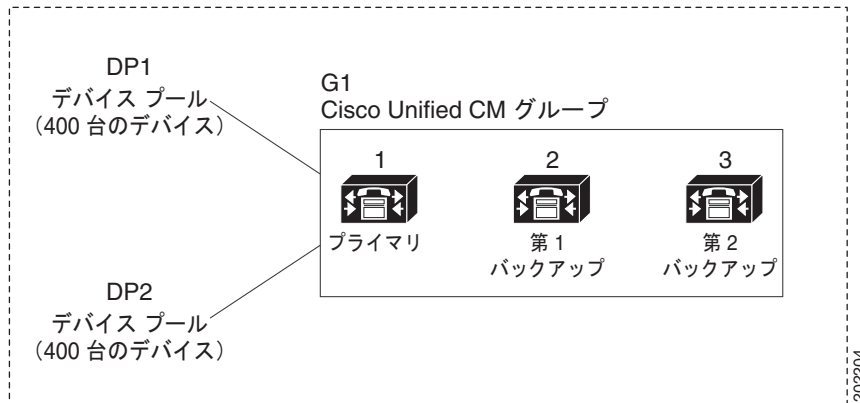 DP1
デバイス プール
（400 台のデバイス）
G1
Cisco Unified CM グループ
1
プライマリ
2
第 1
バックアップ
3
第 2
バックアップ
DP2
デバイス プール
（400 台のデバイス）